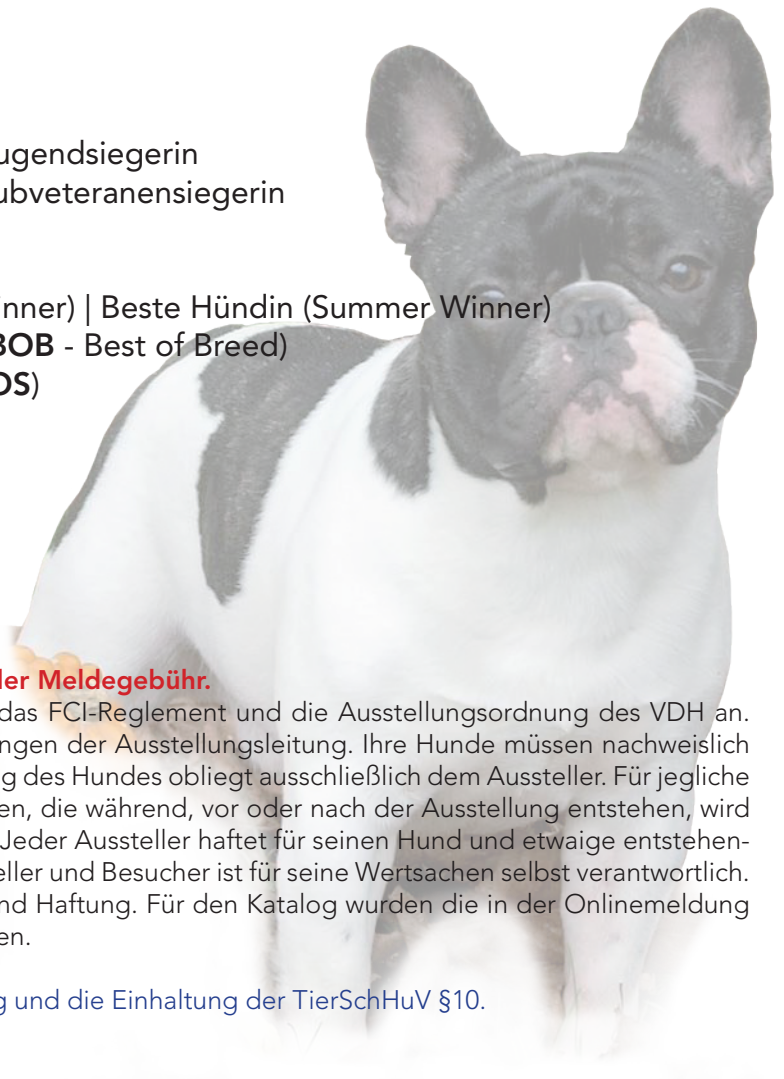 ugendsiegerin
ubveteranensiegerin
nner) | Beste Hündin (Summer Winner)
BOB - Best of Breed)
OS)
der Meldegebühr.
das FCI-Reglement und die Ausstellungsordnung des VDH an.
ngen der Ausstellungsleitung. Ihre Hunde müssen nachweislich
g des Hundes obliegt ausschließlich dem Aussteller. Für jegliche
en, die während, vor oder nach der Ausstellung entstehen, wird
Jeder Aussteller haftet für seinen Hund und etwaige entstehen-
eller und Besucher ist für seine Wertsachen selbst verantwortlich.
nd Haftung. Für den Katalog wurden die in der Onlinemeldung
en.
g und die Einhaltung der TierSchHuV §10.